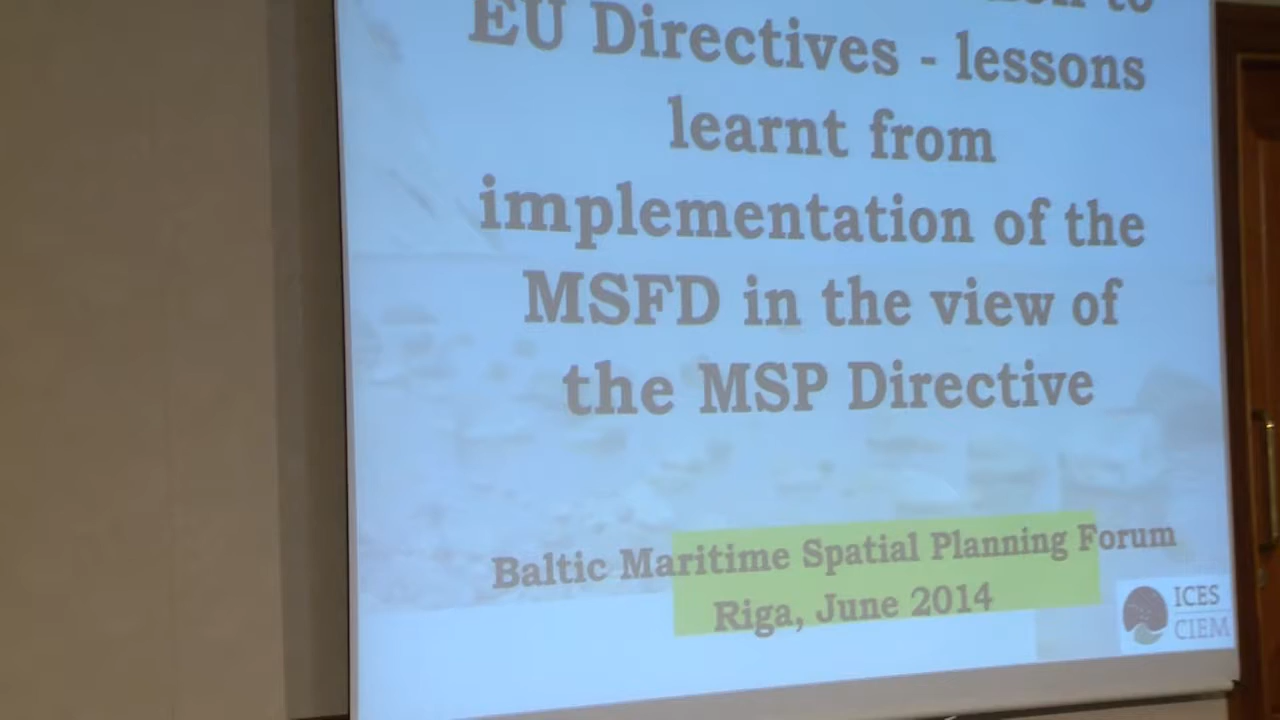 to
EU Directives - lessons
learnt from
implementation of the
MSFD in the view of
the MSP Directive
Baltic Maritime Spatial Planning Forum
Riga, June 2014
ICES
CIEM